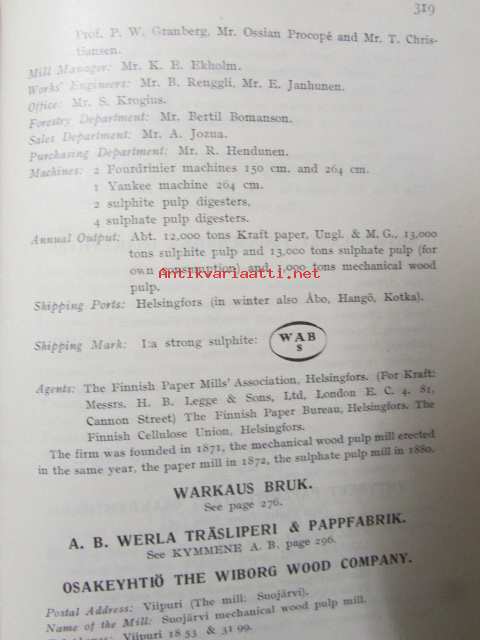 319
Prof. P. W. Granberg, Mr. Ossian Procopé and Mr. T. Chris-
tiansen.
Mill Manager: Mr. K. E. Ekholm.
Works' Engineers: Mr. B. Renggli, Mr. E. Janhunen.
Office: Mr. S. Krogius.
Forestry Department: Mr. Bertil Bomanson.
Sales Department: Mr. A. Jozua.
Purchasing Department: Mr. R. Hendunen.
Machines: 2 Fourdrinier machines 150 cm. and 264 cm.
1 Yankee machine 264 cm.
2 sulphite pulp digesters,
4 sulphate pulp digesters.
Annual Output: Abt. 12,000 tons Kraft paper, Ungl. & M. G., 13,000
tons sulphite pulp and 13,000 tons sulphate pulp (for
own consumption) and 1,000 tons mechanical wood
pulp.
Antikvariaatti.net
Shipping Ports: Helsingfors (in winter also Åbo, Hangö, Kotka).
Shipping Mark: I:a strong sulphite: WAB
S
Agents: The Finnish Paper Mills' Association, Helsingfors. (For Kraft:
Messrs. H. B. Legge & Sons, Ltd, London E. C. 4. 81,
Cannon Street) The Finnish Paper Bureau, Helsingfors. The
Finnish Cellulose Union, Helsingfors.
The firm was founded in 1871, the mechanical wood pulp mill erected
in the same year, the paper mill in 1872, the sulphate pulp mill in 1880.
WARKAUS BRUK.
See page 276.
A. B. WERLA TRÄSLIPERI & PAPPFABRIK.
See KYMMENE A. B. page 296.
OSAKEYHTIÖ THE WIBORG WOOD COMPANY.
Postal Address: Viipuri (The mill: Suojärvi).
Name of the Mill: Suojärvi mechanical wood pulp mill.
Viipuri 18 53 & 31 99.